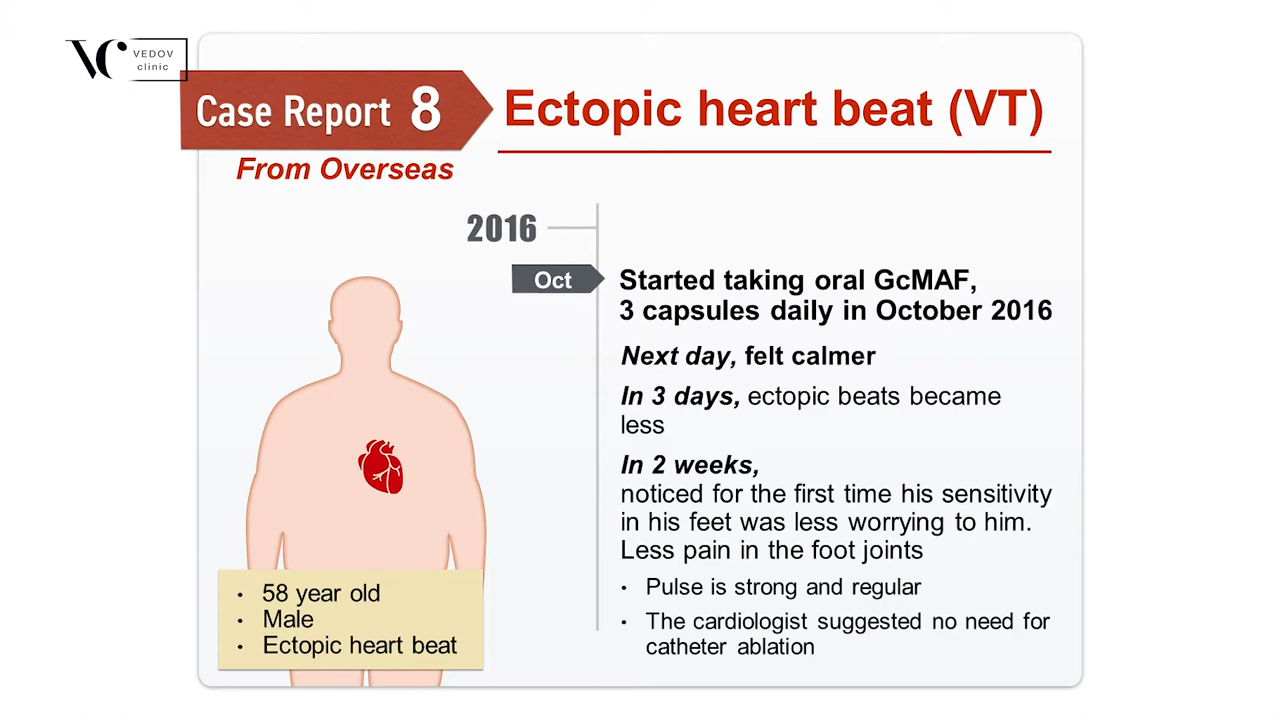 VC VEDOV
clinic
Case Report 8
Ectopic heart beat (VT)
From Overseas
2016
Oct
Started taking oral GcMAF,
3 capsules daily in October 2016
Next day, felt calmer
In 3 days, ectopic beats became
less
In 2 weeks,
noticed for the first time his sensitivity
in his feet was less worrying to him.
Less pain in the foot joints
• Pulse is strong and regular
• The cardiologist suggested no need for
catheter ablation
• 58 year old
• Male
• Ectopic heart beat